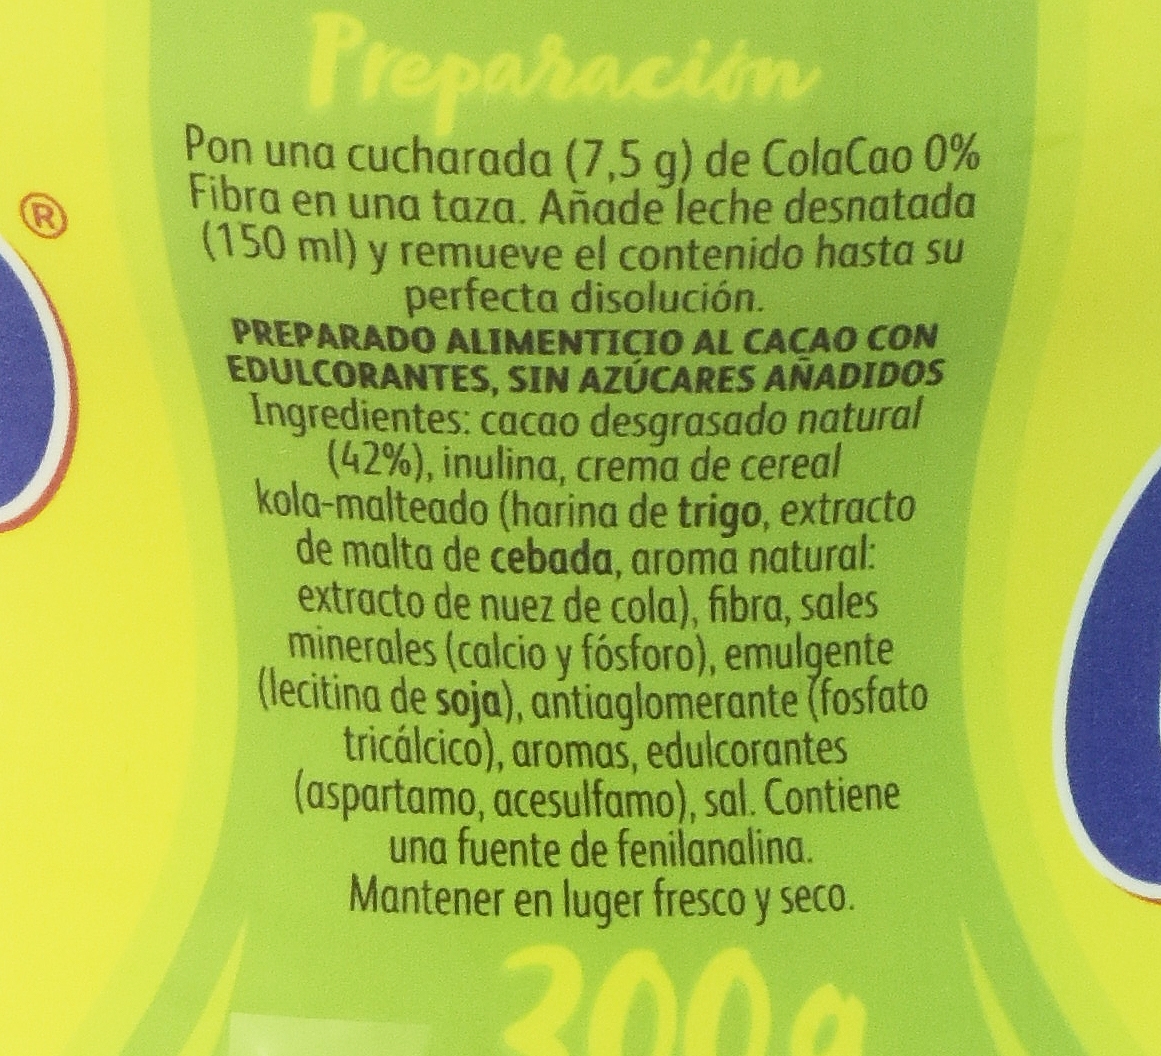 Preparación
Pon una cucharada (7,5 g) de ColaCao 0%
Fibra en una taza. Añade leche desnatada
®
(150 ml) y remueve el contenido hasta su
perfecta disolución.
PREPARADO ALIMENTICIO AL CACAO CON
EDULCORANTES, SIN AZÚCARES AÑADIDOS
Ingredientes: cacao desgrasado natural
(42%), inulina, crema de cereal
kola-malteado (harina de trigo, extracto
de malta de cebada, aroma natural:
extracto de nuez de cola), fibra, sales
minerales (calcio y fósforo), emulgente
(lecitina de soja), antiaglomerante (fosfato
tricálcico), aromas, edulcorantes
(aspartamo, acesulfamo), sal. Contiene
una fuente de fenilanalina.
Mantener en luger fresco y seco.
300g